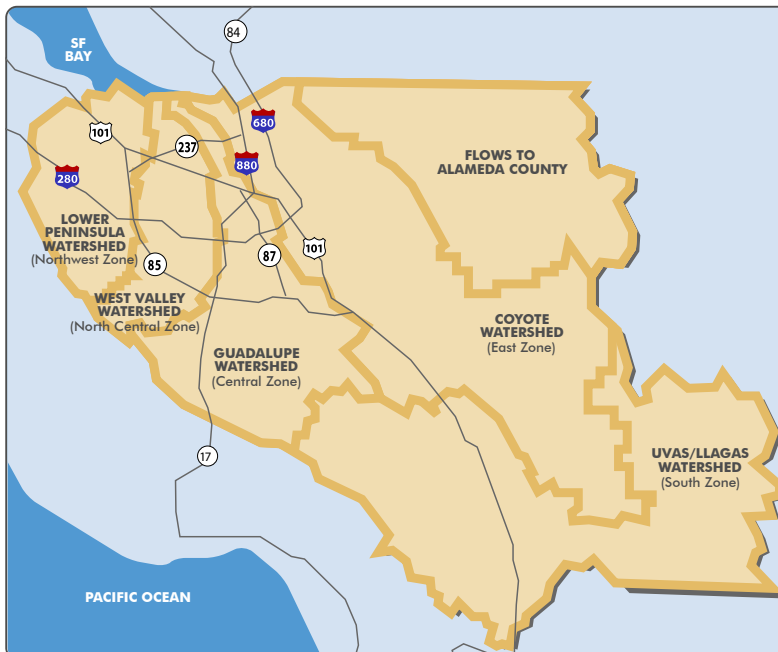 84
SF
BAY
680
101
237
880
FLOWS TO
ALAMEDA COUNTY
280
LOWER
PENINSULA
WATERSHED
(Northwest Zone)
101
87
85
WEST VALLEY
WATERSHED
(North Central Zone)
COYOTE
WATERSHED
(East Zone)
GUADALUPE
WATERSHED
(Central Zone)
17
UVAS/LLAGAS
WATERSHED
(South Zone)
PACIFIC OCEAN